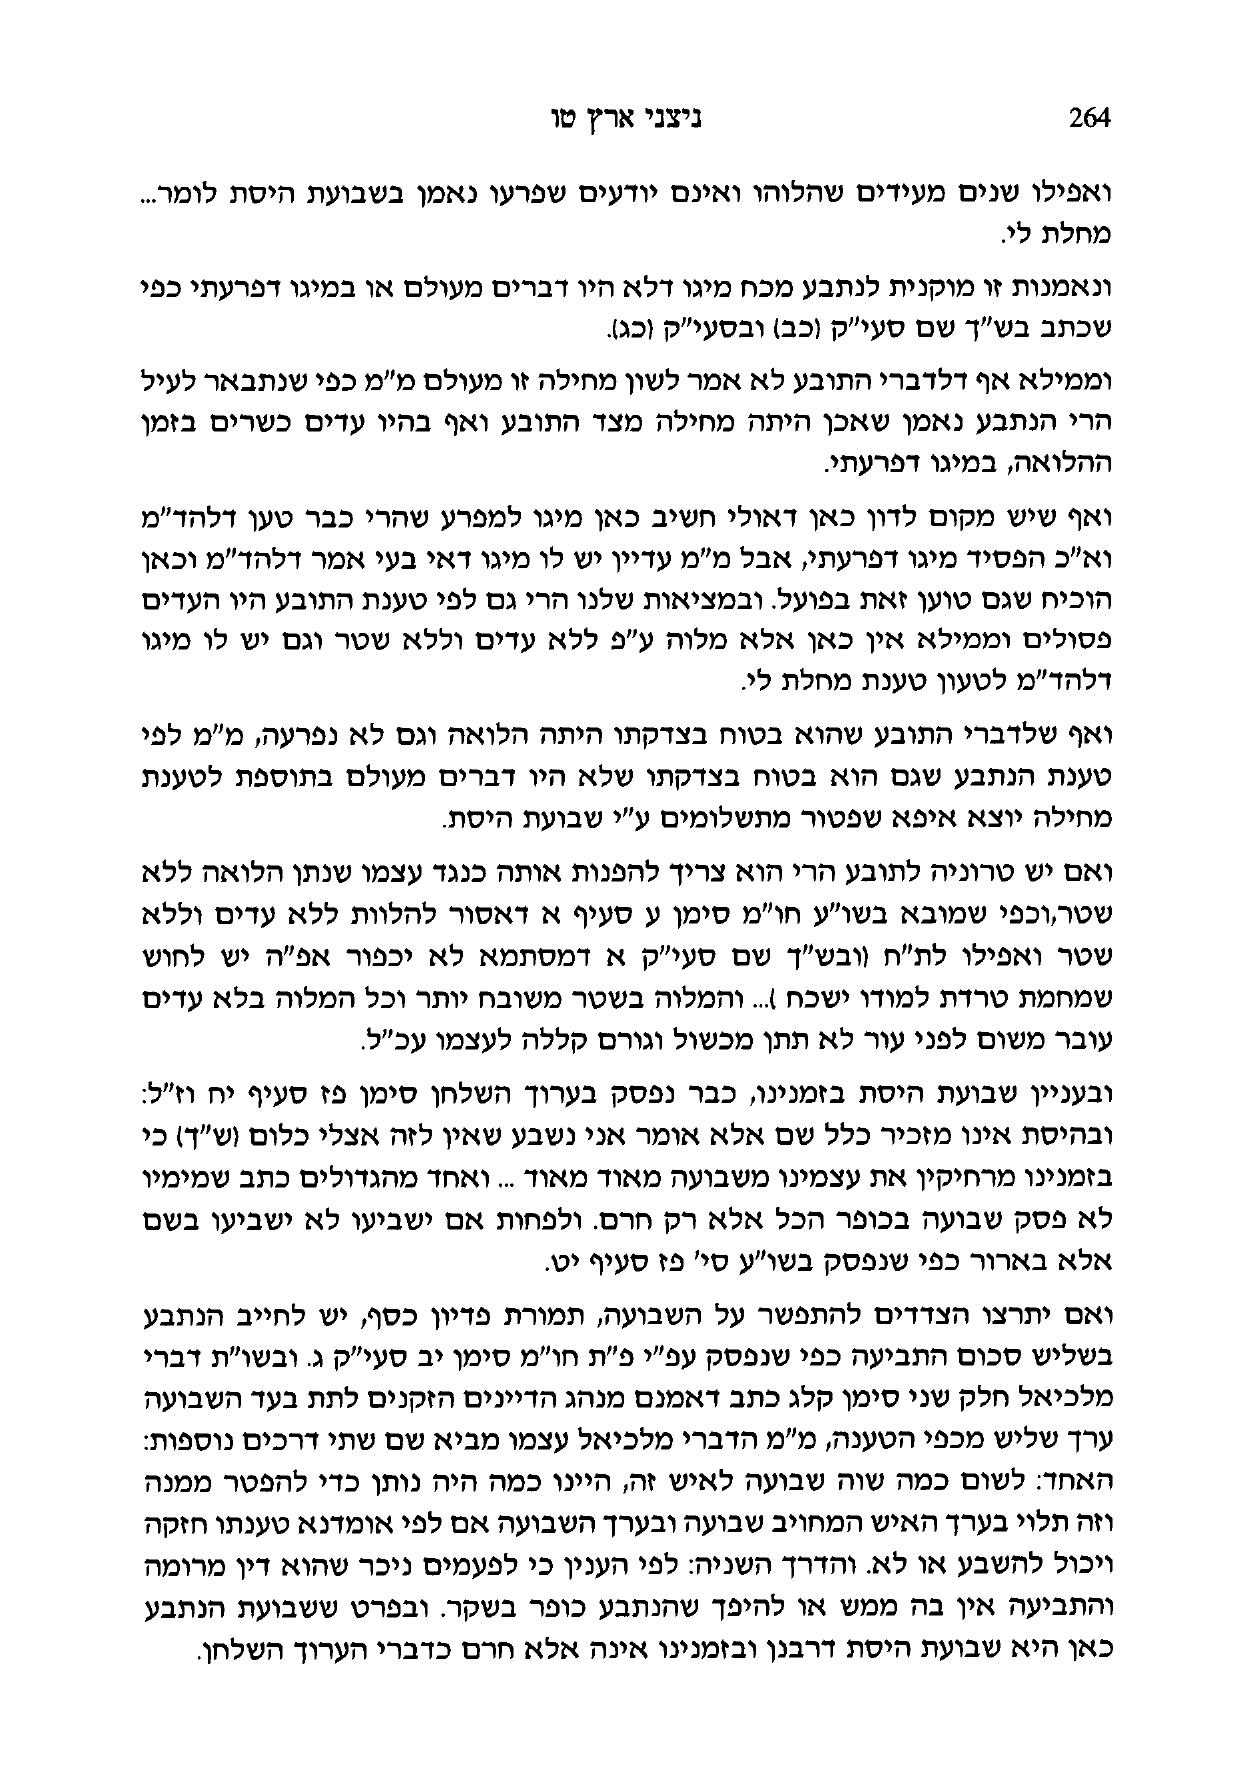 264
ניצני ארץ טו
ואפילו שנים מעידים שהלוהו ואינם יודעים שפרעו נאמן בשבועת היסת לומר...
מחלת לי.
ונאמנות זו מוקנית לנתבע מכח מיגו דלא היו דברים מעולם או במיגו דפרעתי כפי
שכתב בש"ך שם סעי"ק (כב) ובסעי"ק (כג).
וממילא אף דלדברי התובע לא אמר לשון מחילה זו מעולם מ"מ כפי שנתבאר לעיל
הרי הנתבע נאמן שאכן היתה מחילה מצד התובע ואף בהיו עדים כשרים בזמן
ההלואה, במיגו דפרעתי.
ואף שיש מקום לדון כאן דאולי חשיב כאן מיגו למפרע שהרי כבר טען דלהד"מ
וא"כ הפסיד מיגו דפרעתי, אבל מ"מ עדיין יש לו מיגו דאי בעי אמר דלהד"מ וכאן
הוכיח שגם טוען זאת בפועל. ובמציאות שלנו הרי גם לפי טענת התובע היו העדים
פסולים וממילא אין כאן אלא מלוה ע"פ ללא עדים וללא שטר וגם יש לו מיגו
דלהד"מ לטעון טענת מחלת לי.
ואף שלדברי התובע שהוא בטוח בצדקתו היתה הלואה וגם לא נפרעה, מ"מ לפי
טענת הנתבע שגם הוא בטוח בצדקתו שלא היו דברים מעולם בתוספת לטענת
מחילה יוצא איפא שפטור מתשלומים ע"י שבועת היסת.
ואם יש טרוניה לתובע הרי הוא צריך להפנות אותה כנגד עצמו שנתן הלואה ללא
שטר,וכפי שמובא בשו"ע חו"מ סימן ע סעיף א דאסור להלוות ללא עדים וללא
שטר ואפילו לת"ח (ובש"ך שם סעי"ק א דמסתמא לא יכפור אפ"ה יש לחוש
שמחמת טרדת למודו ישכח )... והמלוה בשטר משובח יותר וכל המלוה בלא עדים
עובר משום לפני עור לא תתן מכשול וגורם קללה לעצמו עכ"ל.
ובעניין שבועת היסת בזמנינו, כבר נפסק בערוך השלחן סימן פז סעיף יח וז"ל:
ובהיסת אינו מזכיר כלל שם אלא אומר אני נשבע שאין לזה אצלי כלום (ש"ך) כי
בזמנינו מרחיקין את עצמינו משבועה מאוד מאוד ... ואחד מהגדולים כתב שמימיו
לא פסק שבועה בכופר הכל אלא רק חרם. ולפחות אם ישביעו לא ישביעו בשם
אלא בארור כפי שנפסק בשו"ע סי' פז סעיף יט.
ואם יתרצו הצדדים להתפשר על השבועה, תמורת פדיון כסף, יש לחייב הנתבע
בשליש סכום התביעה כפי שנפסק עפ"י פ"ת חו"מ סימן יב סעי"ק ג. ובשו"ת דברי
מלכיאל חלק שני סימן קלג כתב דאמנם מנהג הדיינים הזקנים לתת בעד השבועה
ערך שליש מכפי הטענה, מ"מ הדברי מלכיאל עצמו מביא שם שתי דרכים נוספות:
האחד: לשום כמה שוה שבועה לאיש זה, היינו כמה היה נותן כדי להפטר ממנה
וזה תלוי בערך האיש המחויב שבועה ובערך השבועה אם לפי אומדנא טענתו חזקה
ויכול להשבע או לא. והדרך השניה: לפי הענין כי לפעמים ניכר שהוא דין מרומה
והתביעה אין בה ממש או להיפך שהנתבע כופר בשקר. ובפרט ששבועת הנתבע
כאן היא שבועת היסת דרבנן ובזמנינו אינה אלא חרם כדברי הערוך השלחן.